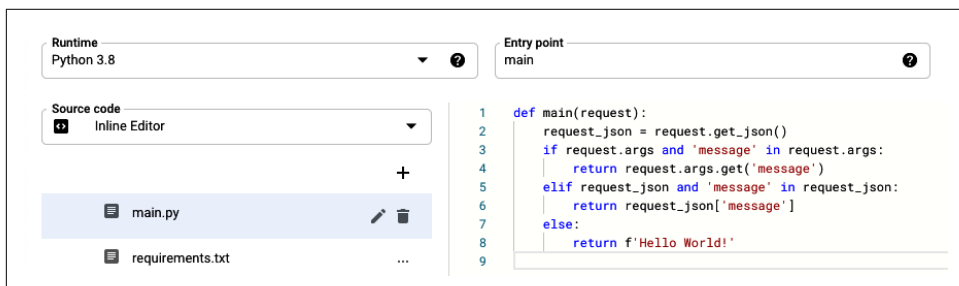 Runtime
Python 3.8
Entry point
main
Source code
Inline Editor
+
main.py
requirements.txt
...
1 def main(request):
2     request_json = request.get_json()
3     if request.args and 'message' in request.args:
4         return request.args.get('message')
5     elif request_json and 'message' in request_json:
6         return request_json['message']
7     else:
8         return f'Hello World!'
9